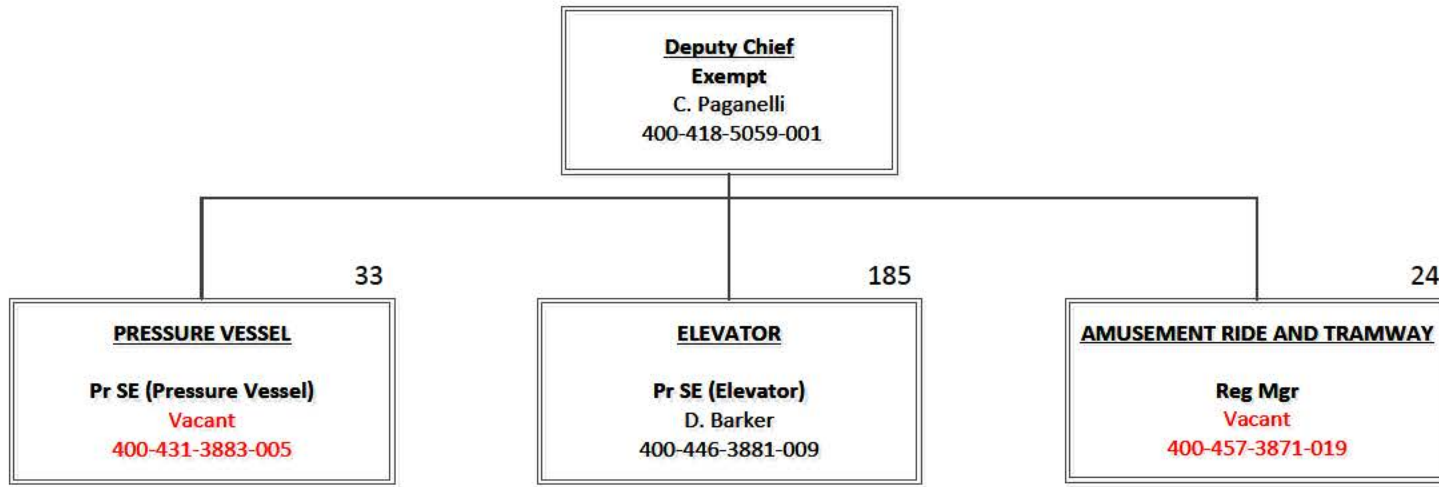 Deputy Chief
Exempt
C. Paganelli
400-418-5059-001
33
PRESSURE VESSEL
Pr SE (Pressure Vessel)
Vacant
400-431-3883-005
185
ELEVATOR
Pr SE (Elevator)
D. Barker
400-446-3881-009
24
AMUSEMENT RIDE AND TRAMWAY
Reg Mgr
Vacant
400-457-3871-019